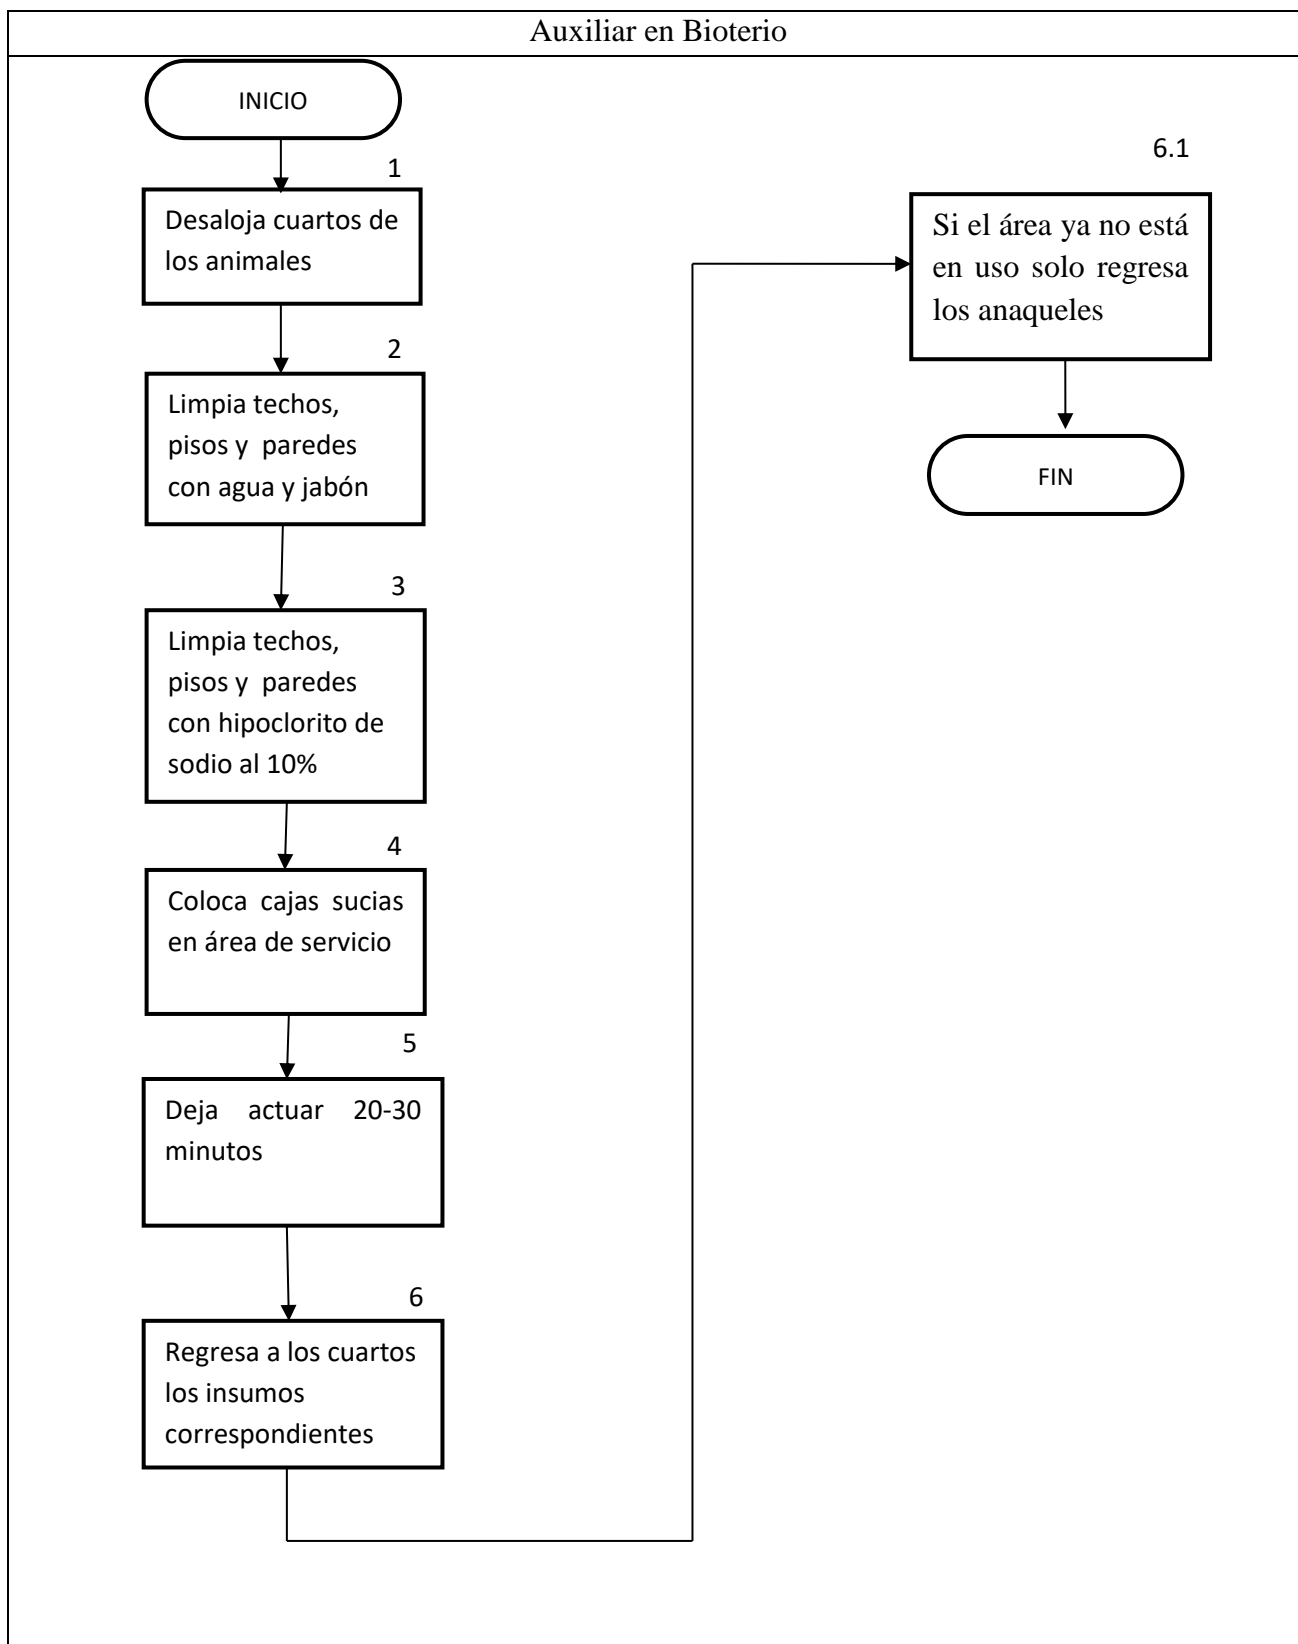 Auxiliar en Bioterio
INICIO
1
Desaloja cuartos de
los animales
2
Limpia techos,
pisos y paredes
con agua y jabón
3
Limpia techos,
pisos y paredes
con hipoclorito de
sodio al 10%
4
Coloca cajas sucias
en área de servicio
5
Deja actuar 20-30
minutos
6
Regresa a los cuartos
los insumos
correspondientes
6.1
Si el área ya no está
en uso solo regresa
los anaqueles
FIN